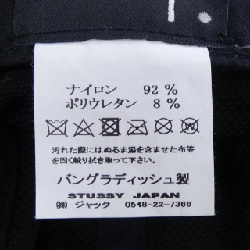 ナイロン 92 %
ポリウレタン 8 %
汚れた際にはぬるま湯を含ませた布等
を固く絞り拭き取って下さい。
バングラディッシュ製
STUSSY JAPAN
㈱ ジャック 0548-22-7366